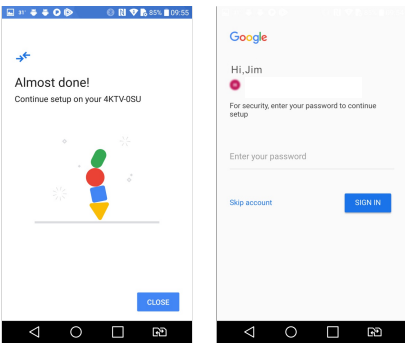 31°
85% 09:55
Almost done!
Continue setup on your 4KTV-0SU
CLOSE
Google
Hi,Jim
For security, enter your password to continue
setup
Enter your password
Skip account
SIGN IN